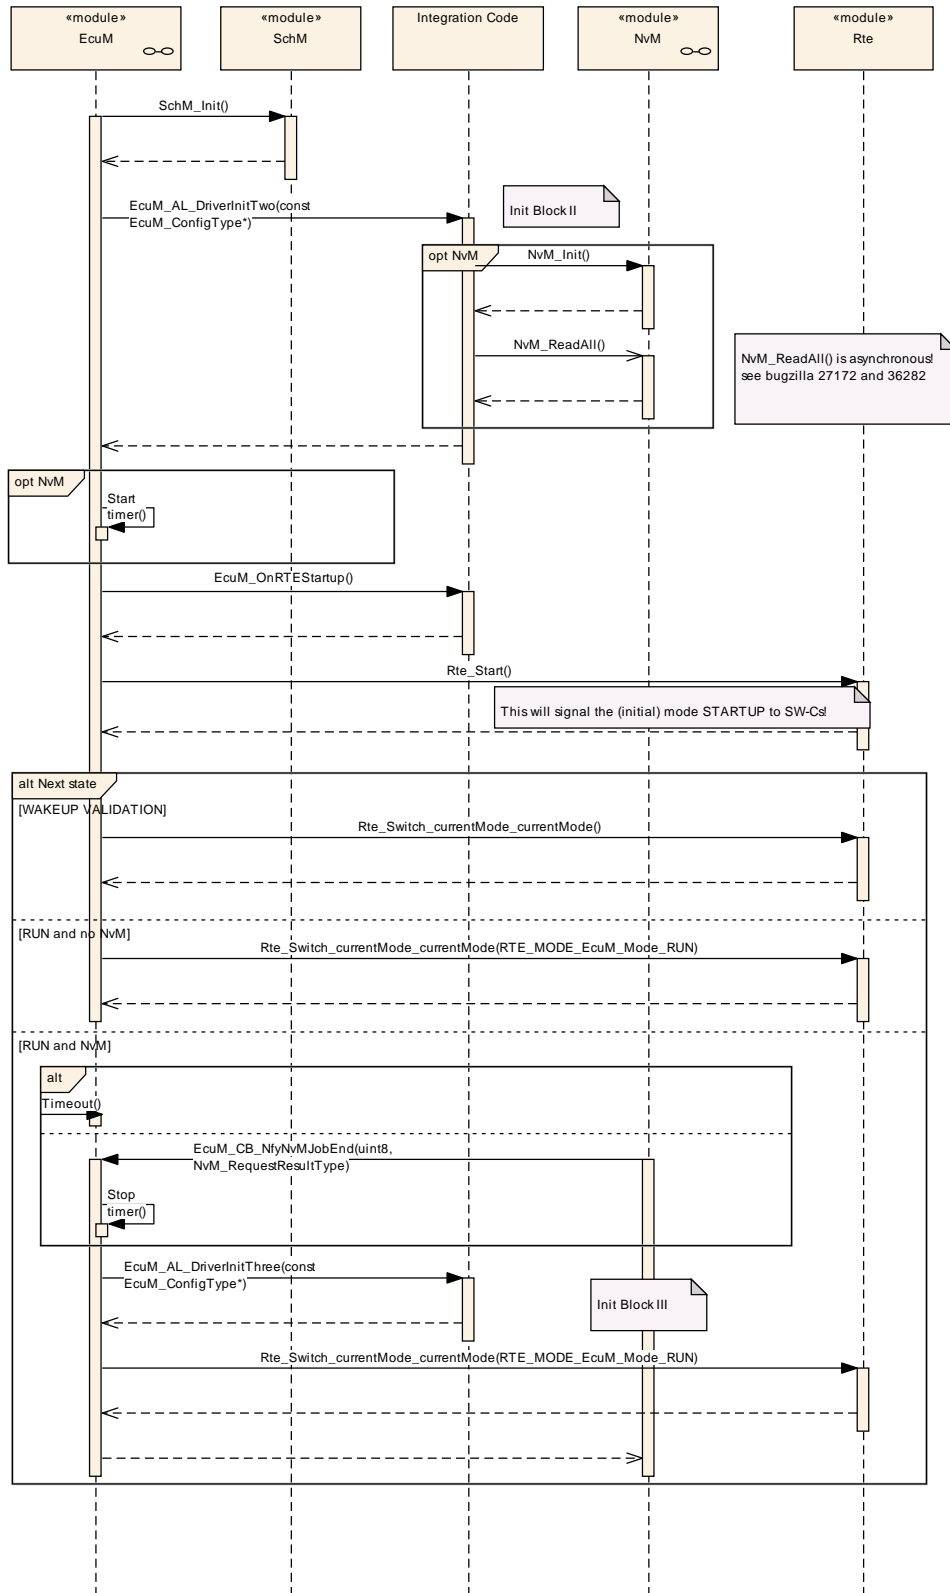 «module»
EcuM
«module»
SchM
Integration Code
«module»
NvM
«module»
Rte
SchM_Init()
EcuM_AL_DriverInitTwo(const
EcuM_ConfigType*)
Init Block II
opt NvM
NvM_Init()
NvM_ReadAll()
NvM_ReadAll() is asynchronous!
see bugzilla 27172 and 36282
opt NvM
Start
timer()
EcuM_OnRTEStartup()
Rte_Start()
This will signal the (initial) mode STARTUP to SW-Cs!
alt Next state
[WAKEUP VALIDATION]
Rte_Switch_currentMode_currentMode()
[RUN and no NvM]
Rte_Switch_currentMode_currentMode(RTE_MODE_EcuM_Mode_RUN)
[RUN and NvM]
alt
Timeout()
EcuM_CB_NfyNvMJobEnd(uint8,
NvM_RequestResultType)
Stop
timer()
EcuM_AL_DriverInitThree(const
EcuM_ConfigType*)
Init Block III
Rte_Switch_currentMode_currentMode(RTE_MODE_EcuM_Mode_RUN)